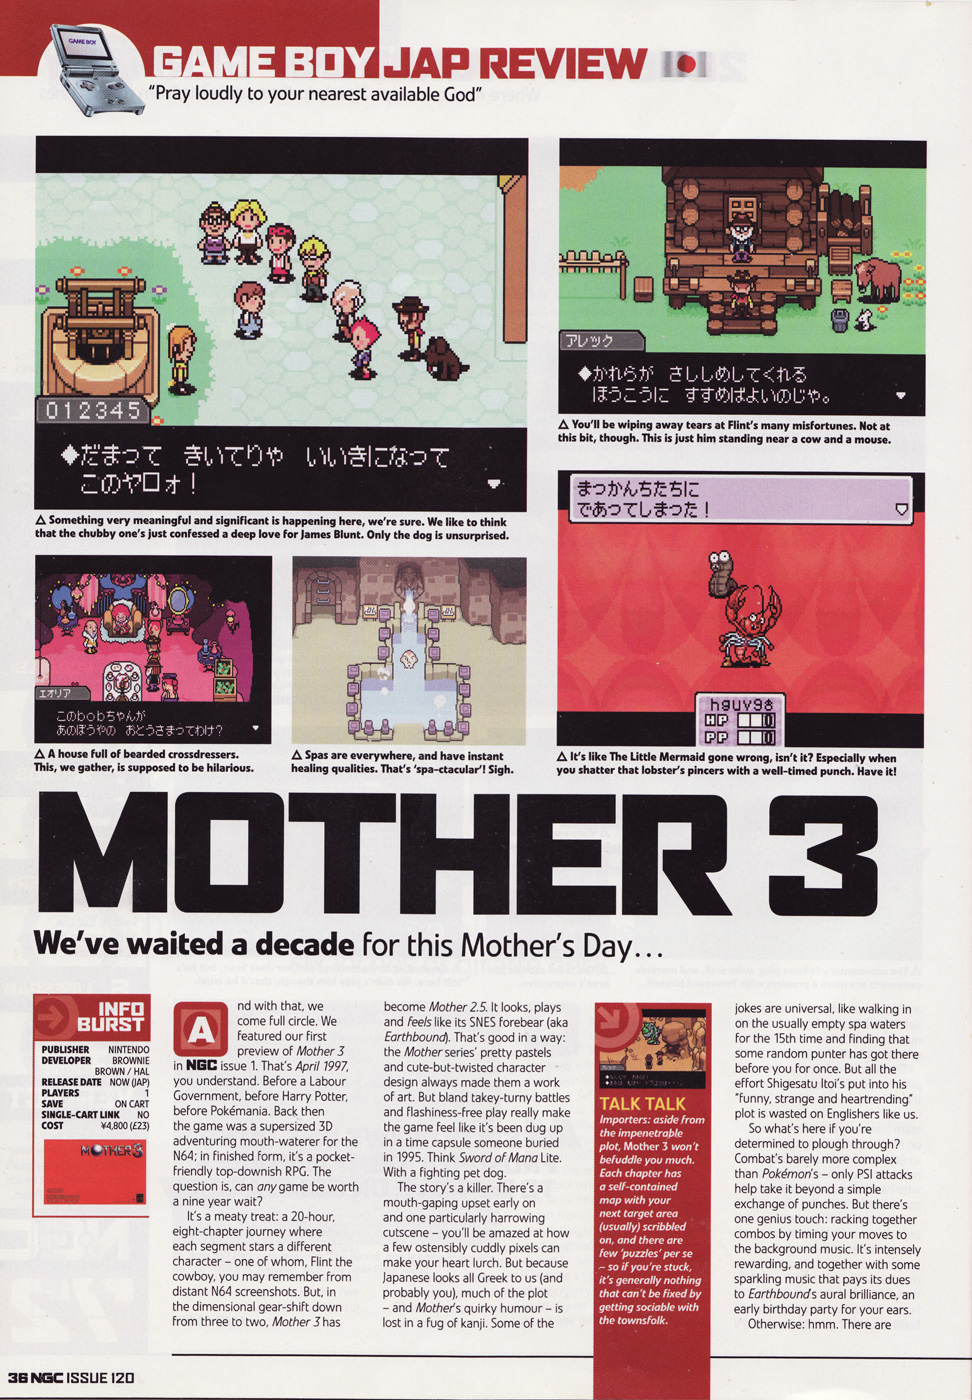 GAME BOY JAP REVIEW
"Pray loudly to your nearest available God"
012345
◆だまって きいてりゃ いいきになって
このヤロォ！
△ Something very meaningful and significant is happening here, we're sure. We like to think
that the chubby one's just confessed a deep love for James Blunt. Only the dog is unsurprised.
アレック
◆かれらが さししめしてくれる
ほうこうに すすめばよいのじゃ。
△ You'll be wiping away tears at Flint's many misfortunes. Not at
this bit, though. This is just him standing near a cow and a mouse.
エオリア
このbobちゃんが
あのぼうやの おとうさまってわけ？
△ A house full of bearded crossdressers.
This, we gather, is supposed to be hilarious.
△ Spas are everywhere, and have instant
healing qualities. That's 'spa-ctacular'! Sigh.
まっかんちたちに
であってしまった！
hguvgs
HP 0
PP 0
△ It's like The Little Mermaid gone wrong, isn't it? Especially when
you shatter that lobster's pincers with a well-timed punch. Have it!
MOTHER 3
We've waited a decade for this Mother's Day...
INFO
BURST
PUBLISHER NINTENDO
DEVELOPER BROWNIE
BROWN / HAL
RELEASE DATE NOW (JAP)
PLAYERS 1
SAVE ON CART
SINGLE-CART LINK NO
COST ¥4,800 (£23)
MOTHER3
And with that, we
come full circle. We
featured our first
preview of Mother 3
in NGC issue 1. That's April 1997,
you understand. Before a Labour
Government, before Harry Potter,
before Pokémania. Back then
the game was a supersized 3D
adventuring mouth-waterer for the
N64; in finished form, it's a pocket-
friendly top-downish RPG. The
question is, can any game be worth
a nine year wait?
It's a meaty treat: a 20-hour,
eight-chapter journey where
each segment stars a different
character – one of whom, Flint the
cowboy, you may remember from
distant N64 screenshots. But, in
the dimensional gear-shift down
from three to two, Mother 3 has
become Mother 2.5. It looks, plays
and feels like its SNES forebear (aka
Earthbound). That's good in a way:
the Mother series' pretty pastels
and cute-but-twisted character
design always made them a work
of art. But bland takey-turny battles
and flashiness-free play really make
the game feel like it's been dug up
in a time capsule someone buried
in 1995. Think Sword of Mana Lite.
With a fighting pet dog.
The story's a killer. There's a
mouth-gaping upset early on
and one particularly harrowing
cutscene – you'll be amazed at how
a few ostensibly cuddly pixels can
make your heart lurch. But because
Japanese looks all Greek to us (and
probably you), much of the plot
– and Mother's quirky humour – is
lost in a fug of kanji. Some of the
TALK TALK
Importers: aside from
the impenetrable
plot, Mother 3 won't
befuddle you much.
Each chapter has
a self-contained
map with your
next target area
(usually) scribbled
on, and there are
few 'puzzles' per se
– so if you're stuck,
it's generally nothing
that can't be fixed by
getting sociable with
the townsfolk.
jokes are universal, like walking in
on the usually empty spa waters
for the 15th time and finding that
some random punter has got there
before you for once. But all the
effort Shigesatu Itoi's put into his
"funny, strange and heartrending"
plot is wasted on Englishers like us.
So what's here if you're
determined to plough through?
Combat's barely more complex
than Pokémon's – only PSI attacks
help take it beyond a simple
exchange of punches. But there's
one genius touch: racking together
combos by timing your moves to
the background music. It's intensely
rewarding, and together with some
sparkling music that pays its dues
to Earthbound's aural brilliance, an
early birthday party for your ears.
Otherwise: hmm. There are
36 NGC ISSUE 120